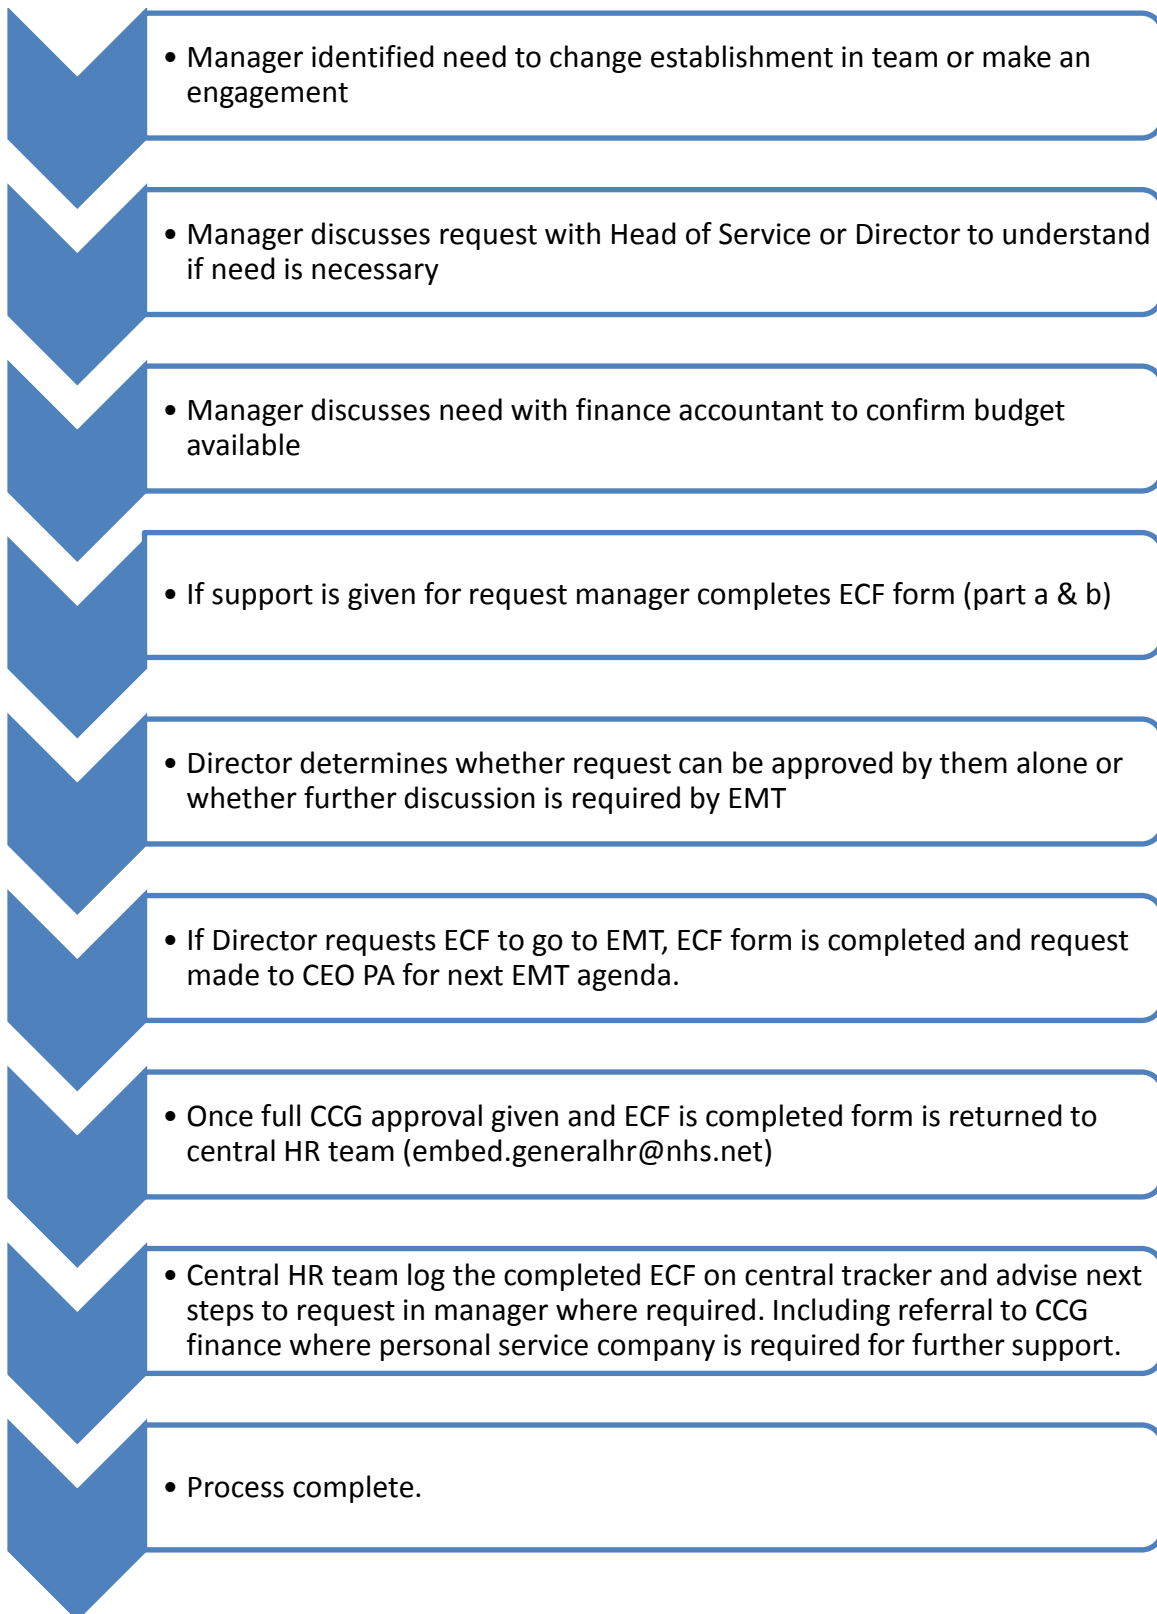 • Manager identified need to change establishment in team or make an
engagement
• Manager discusses request with Head of Service or Director to understand
if need is necessary
• Manager discusses need with finance accountant to confirm budget
available
• If support is given for request manager completes ECF form (part a & b)
• Director determines whether request can be approved by them alone or
whether further discussion is required by EMT
• If Director requests ECF to go to EMT, ECF form is completed and request
made to CEO PA for next EMT agenda.
• Once full CCG approval given and ECF is completed form is returned to
central HR team (embed.generalhr@nhs.net)
• Central HR team log the completed ECF on central tracker and advise next
steps to request in manager where required. Including referral to CCG
finance where personal service company is required for further support.
• Process complete.